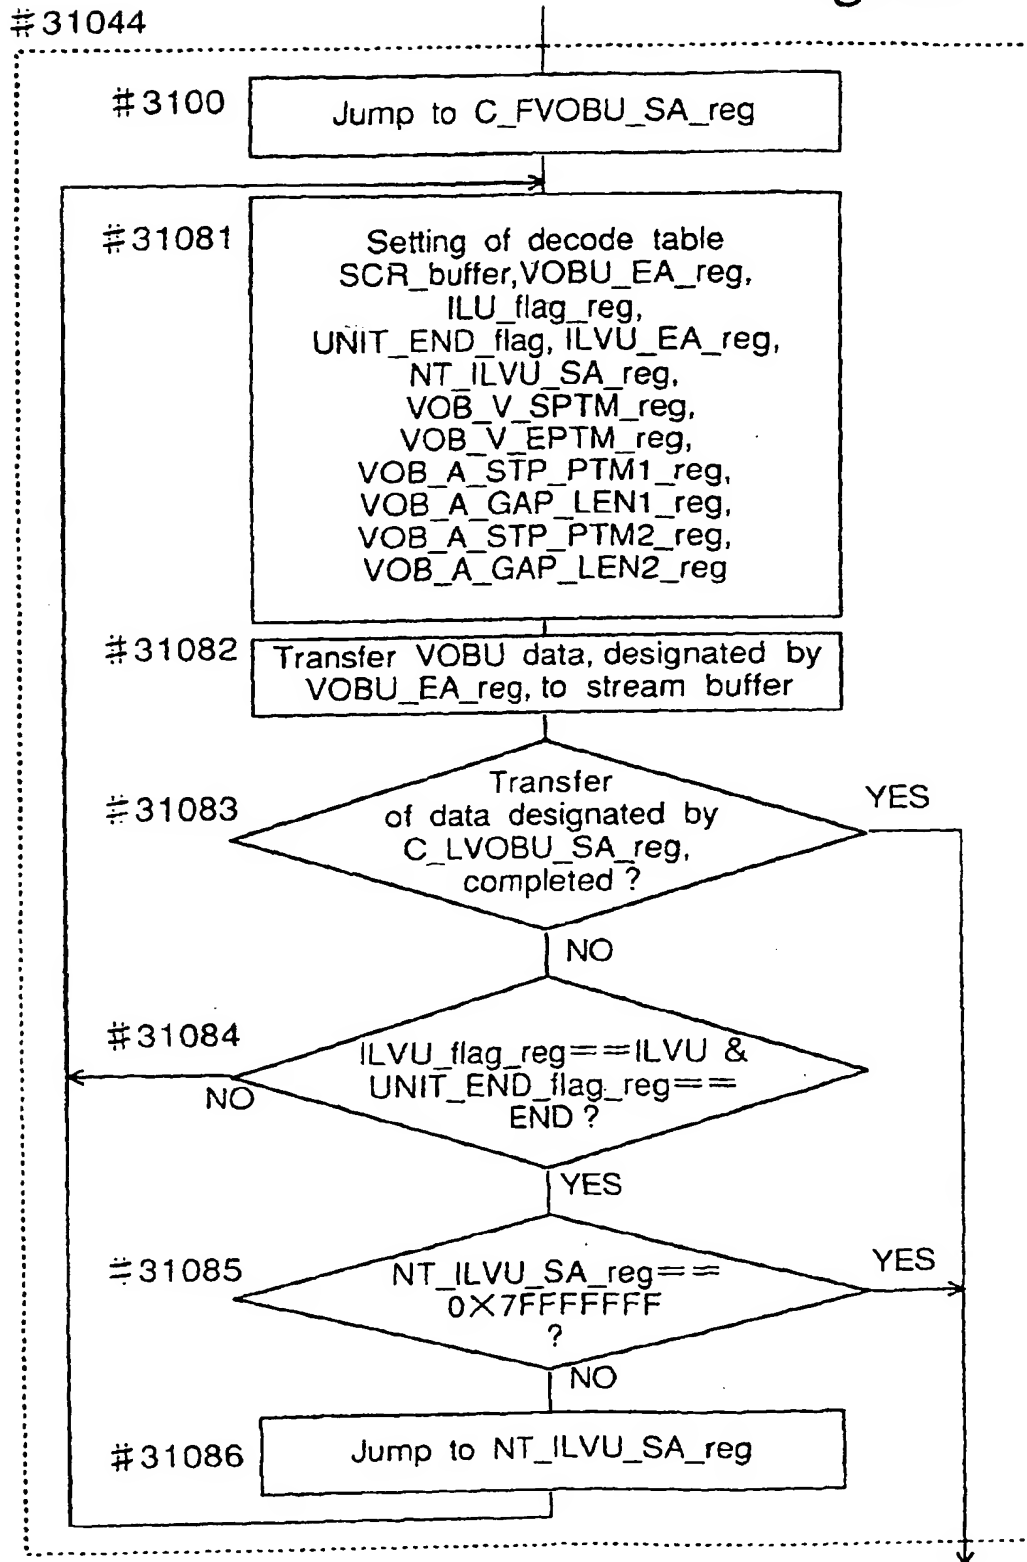 #31044
#3100
Jump to C_FVOBU_SA_reg
#31081
Setting of decode table
SCR_buffer,VOBU_EA_reg,
ILU_flag_reg,
UNIT_END_flag, ILVU_EA_reg,
NT_ILVU_SA_reg,
VOB_V_SPTM_reg,
VOB_V_EPTM_reg,
VOB_A_STP_PTM1_reg,
VOB_A_GAP_LEN1_reg,
VOB_A_STP_PTM2_reg,
VOB_A_GAP_LEN2_reg
#31082
Transfer VOBU data, designated by
VOBU_EA_reg, to stream buffer
#31083
Transfer
of data designated by
C_LVOBU_SA_reg,
completed ?
YES
NO
#31084
ILVU_flag_reg==ILVU &
UNIT_END_flag_reg==
END ?
NO
YES
#31085
NT_ILVU_SA_reg==
0X7FFFFFFF
?
YES
NO
#31086
Jump to NT_ILVU_SA_reg